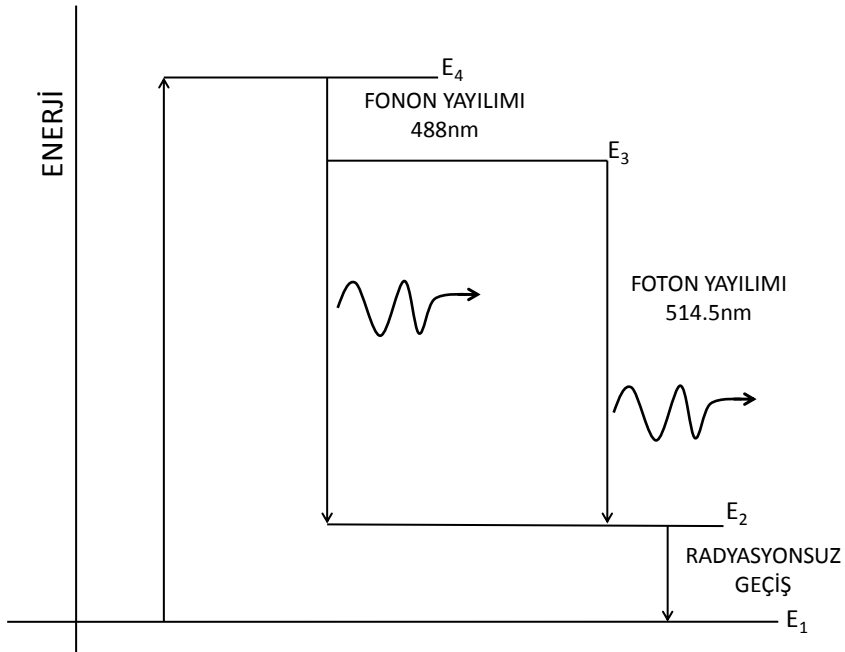 ENERJİ
E₄
FONON YAYILIMI
488nm
E₃
FOTON YAYILIMI
514.5nm
E₂
RADYASYONSUZ
GEÇİŞ
E₁